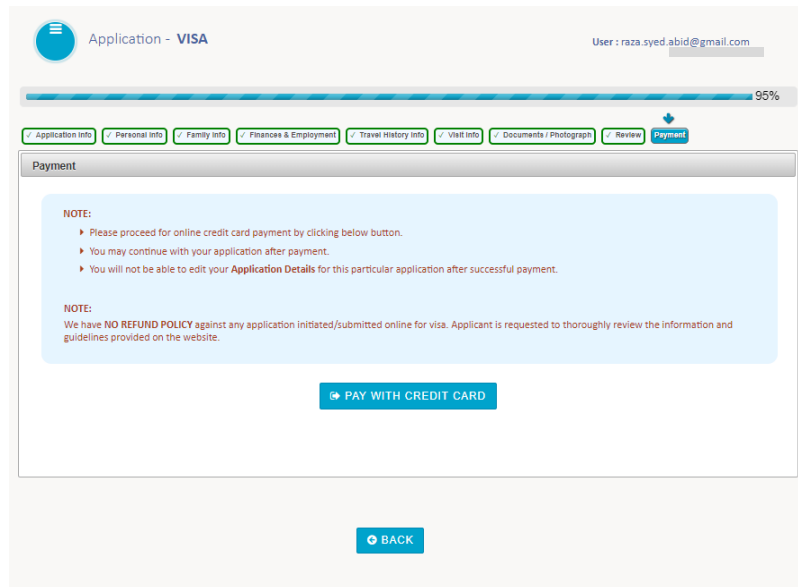 Application - VISA
User : raza.syed.abid@gmail.com
95%
✓ Application Info ✓ Personal Info ✓ Family Info ✓ Finances & Employment ✓ Travel History Info ✓ Visit Info ✓ Documents / Photograph ✓ Review Payment
Payment
NOTE:
Please proceed for online credit card payment by clicking below button.
You may continue with your application after payment.
You will not be able to edit your Application Details for this particular application after successful payment.
NOTE:
We have NO REFUND POLICY against any application initiated/submitted online for visa. Applicant is requested to thoroughly review the information and
guidelines provided on the website.
PAY WITH CREDIT CARD
BACK